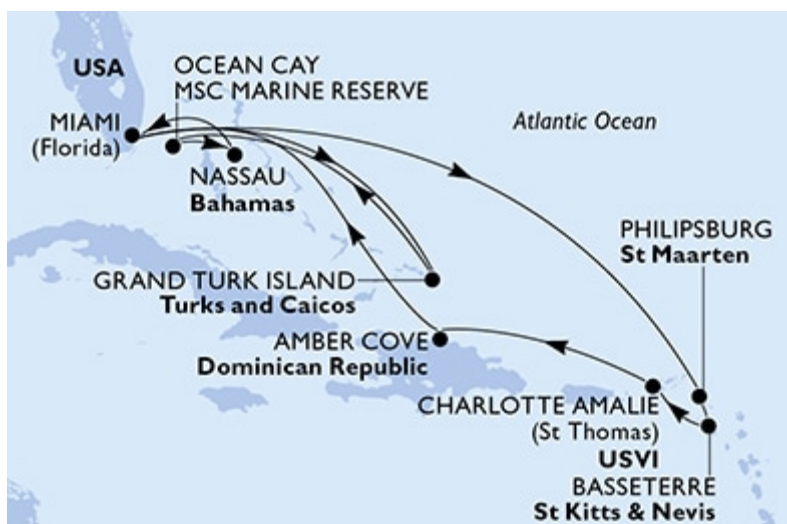 USA
OCEAN CAY
MSC MARINE RESERVE
MIAMI
(Florida)
Atlantic Ocean
NASSAU
Bahamas
PHILIPSBURG
St Maarten
GRAND TURK ISLAND
Turks and Caicos
AMBER COVE
Dominican Republic
CHARLOTTE AMALIE
(St Thomas)
USVI
BASSETERRE
St Kitts & Nevis